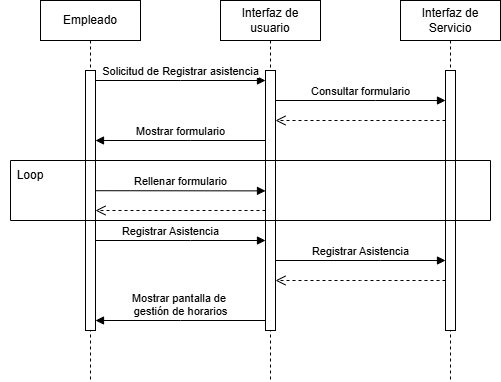 Empleado
Interfaz de
usuario
Interfaz de
Servicio
Solicitud de Registrar asistencia
Consultar formulario
Mostrar formulario
Loop
Rellenar formulario
Registrar Asistencia
Registrar Asistencia
Mostrar pantalla de
gestión de horarios